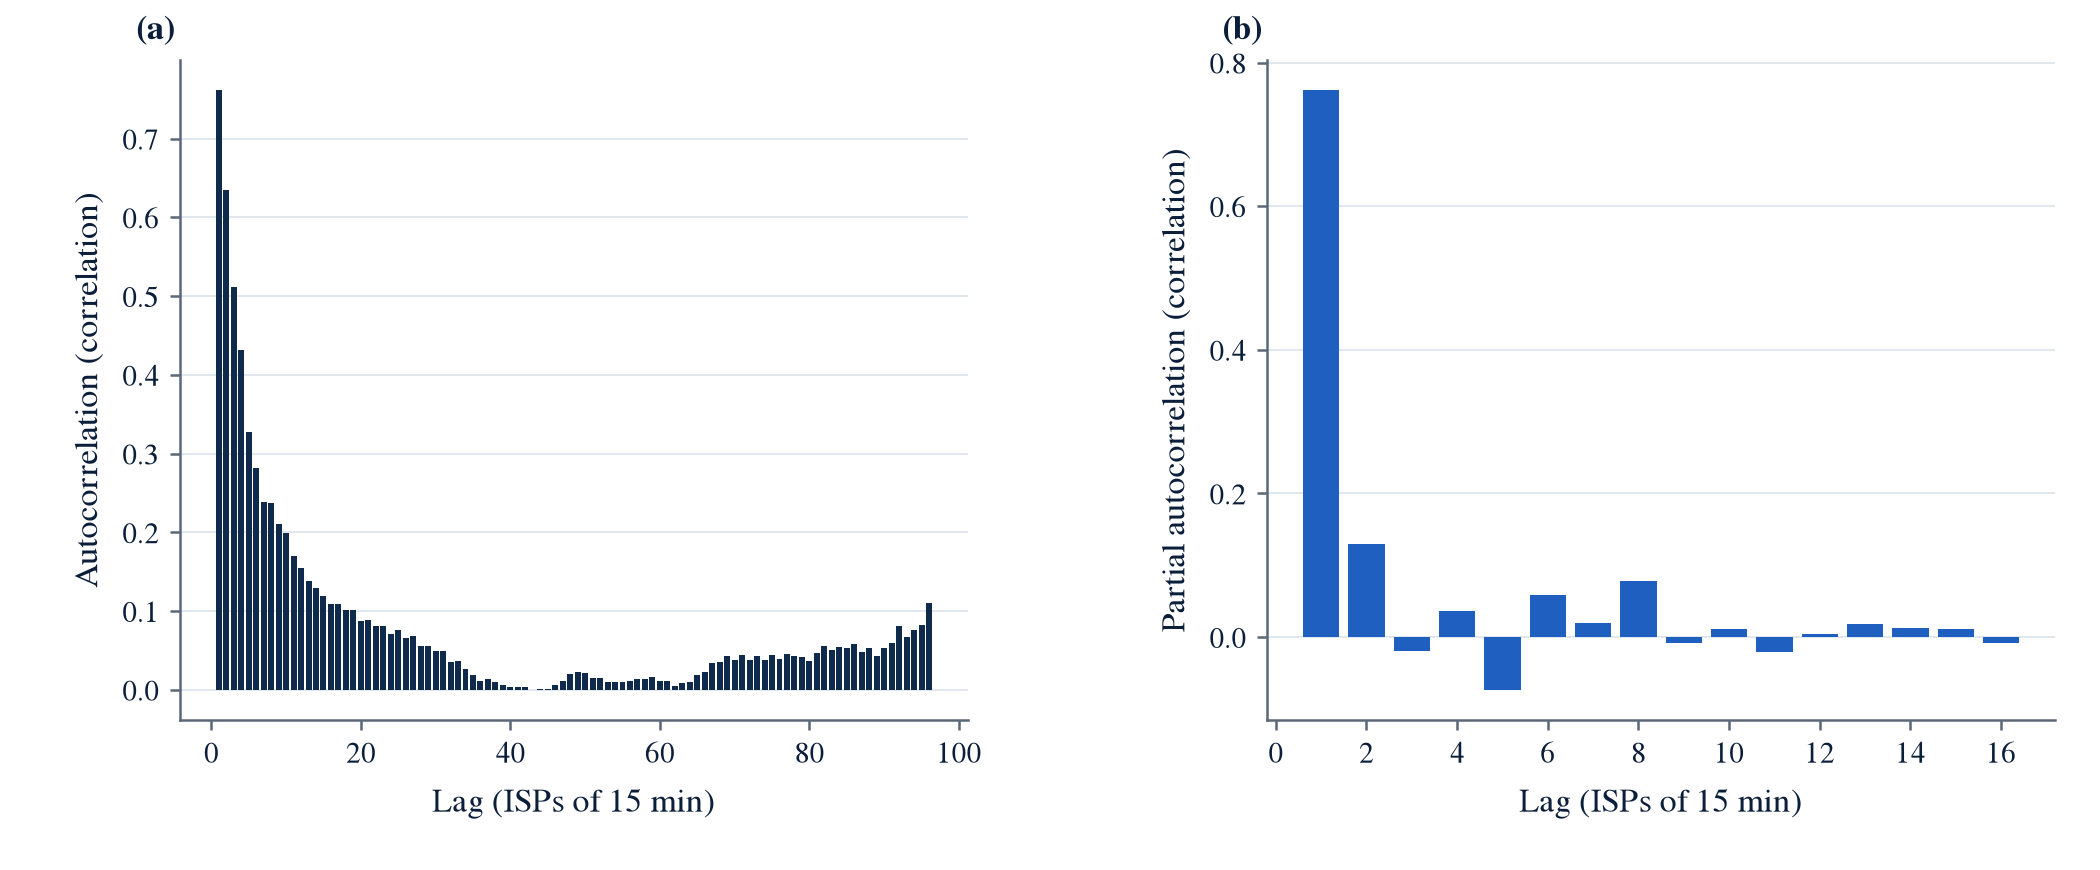 (a)
Autocorrelation (correlation)
0.7
0.6
0.5
0.4
0.3
0.2
0.1
0.0
0 20 40 60 80 100
Lag (ISPs of 15 min)
(b)
Partial autocorrelation (correlation)
0.8
0.6
0.4
0.2
0.0
0 2 4 6 8 10 12 14 16
Lag (ISPs of 15 min)